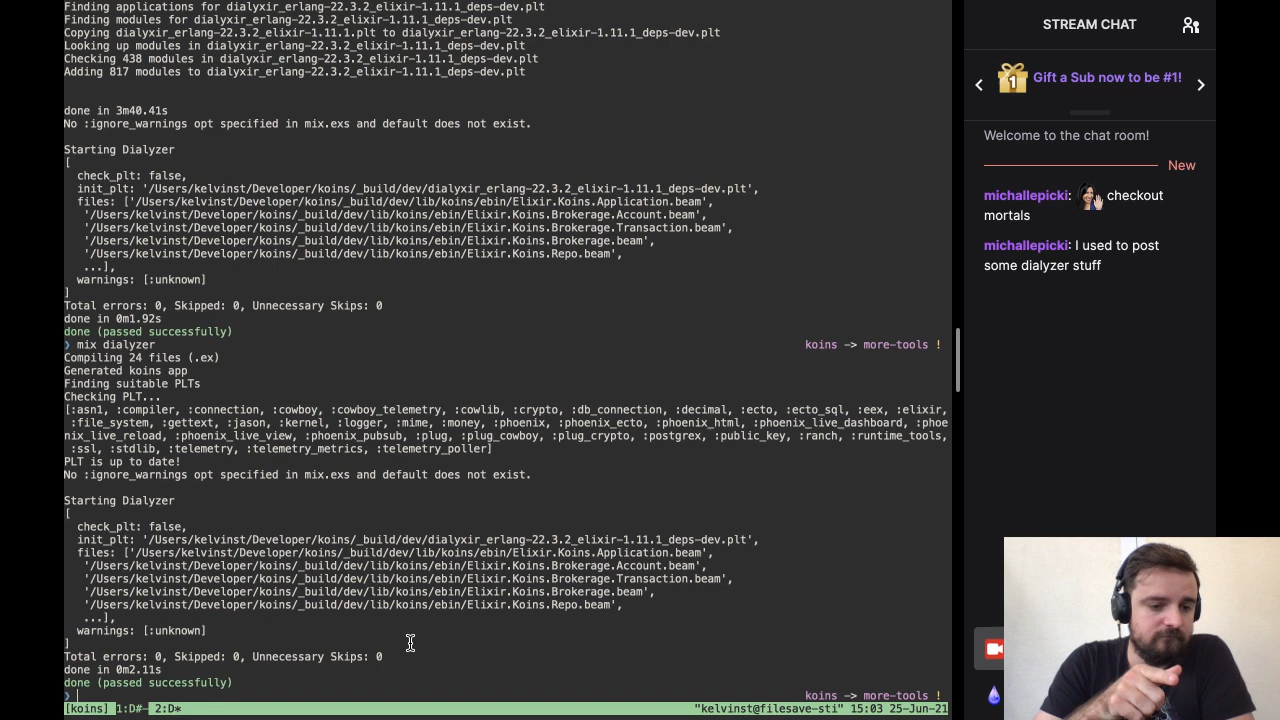 Finding applications for dialyxir_erlang-22.3.2_elixir-1.11.1_deps-dev.plt
Finding modules for dialyxir_erlang-22.3.2_elixir-1.11.1_deps-dev.plt
Copying dialyxir_erlang-22.3.2_elixir-1.11.1.plt to dialyxir_erlang-22.3.2_elixir-1.11.1_deps-dev.plt
Looking up modules in dialyxir_erlang-22.3.2_elixir-1.11.1_deps-dev.plt
Checking 438 modules in dialyxir_erlang-22.3.2_elixir-1.11.1_deps-dev.plt
Adding 817 modules to dialyxir_erlang-22.3.2_elixir-1.11.1_deps-dev.plt
done in 3m40.41s
No :ignore_warnings opt specified in mix.exs and default does not exist.
Starting Dialyzer
[
check_plt: false,
init_plt: '/Users/kelvinst/Developer/koins/_build/dev/dialyxir_erlang-22.3.2_elixir-1.11.1_deps-dev.plt',
files: ['/Users/kelvinst/Developer/koins/_build/dev/lib/koins/ebin/Elixir.Koins.Application.beam',
'/Users/kelvinst/Developer/koins/_build/dev/lib/koins/ebin/Elixir.Koins.Brokerage.Account.beam',
'/Users/kelvinst/Developer/koins/_build/dev/lib/koins/ebin/Elixir.Koins.Brokerage.Transaction.beam',
'/Users/kelvinst/Developer/koins/_build/dev/lib/koins/ebin/Elixir.Koins.Brokerage.beam',
'/Users/kelvinst/Developer/koins/_build/dev/lib/koins/ebin/Elixir.Koins.Repo.beam',
...],
warnings: [:unknown]
]
Total errors: 0, Skipped: 0, Unnecessary Skips: 0
done in 0m1.92s
done (passed successfully)
❯ mix dialyzer koins -> more-tools !
Compiling 24 files (.ex)
Generated koins app
Finding suitable PLTs
Checking PLT...
[:asn1, :compiler, :connection, :cowboy, :cowboy_telemetry, :cowlib, :crypto, :db_connection, :decimal, :ecto, :ecto_sql, :eex, :elixir,
:file_system, :gettext, :jason, :kernel, :logger, :mime, :money, :phoenix, :phoenix_ecto, :phoenix_html, :phoenix_live_dashboard, :phoe
nix_live_reload, :phoenix_live_view, :phoenix_pubsub, :plug, :plug_cowboy, :plug_crypto, :postgrex, :public_key, :ranch, :runtime_tools,
:ssl, :stdlib, :telemetry, :telemetry_metrics, :telemetry_poller]
PLT is up to date!
No :ignore_warnings opt specified in mix.exs and default does not exist.
Starting Dialyzer
[
check_plt: false,
init_plt: '/Users/kelvinst/Developer/koins/_build/dev/dialyxir_erlang-22.3.2_elixir-1.11.1_deps-dev.plt',
files: ['/Users/kelvinst/Developer/koins/_build/dev/lib/koins/ebin/Elixir.Koins.Application.beam',
'/Users/kelvinst/Developer/koins/_build/dev/lib/koins/ebin/Elixir.Koins.Brokerage.Account.beam',
'/Users/kelvinst/Developer/koins/_build/dev/lib/koins/ebin/Elixir.Koins.Brokerage.Transaction.beam',
'/Users/kelvinst/Developer/koins/_build/dev/lib/koins/ebin/Elixir.Koins.Brokerage.beam',
'/Users/kelvinst/Developer/koins/_build/dev/lib/koins/ebin/Elixir.Koins.Repo.beam',
...],
warnings: [:unknown]
]
Total errors: 0, Skipped: 0, Unnecessary Skips: 0
done in 0m2.11s
done (passed successfully)
❯ koins -> more-tools !
[koins] 1:D#- 2:D* "kelvinst@filesave-sti" 15:03 25-Jun-21
STREAM CHAT
1 Gift a Sub now to be #1!
Welcome to the chat room!
New
michallepicki: checkout
mortals
michallepicki: I used to post
some dialyzer stuff